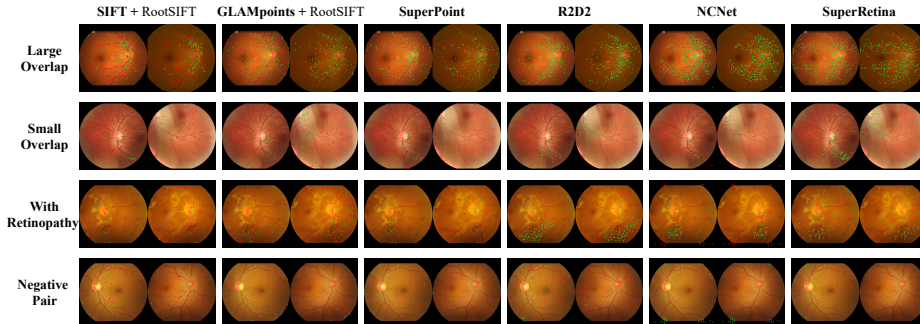 SIFT + RootSIFT GLAMpoints + RootSIFT SuperPoint R2D2 NCNet SuperRetina
Large
Overlap
Small
Overlap
With
Retinopathy
Negative
Pair